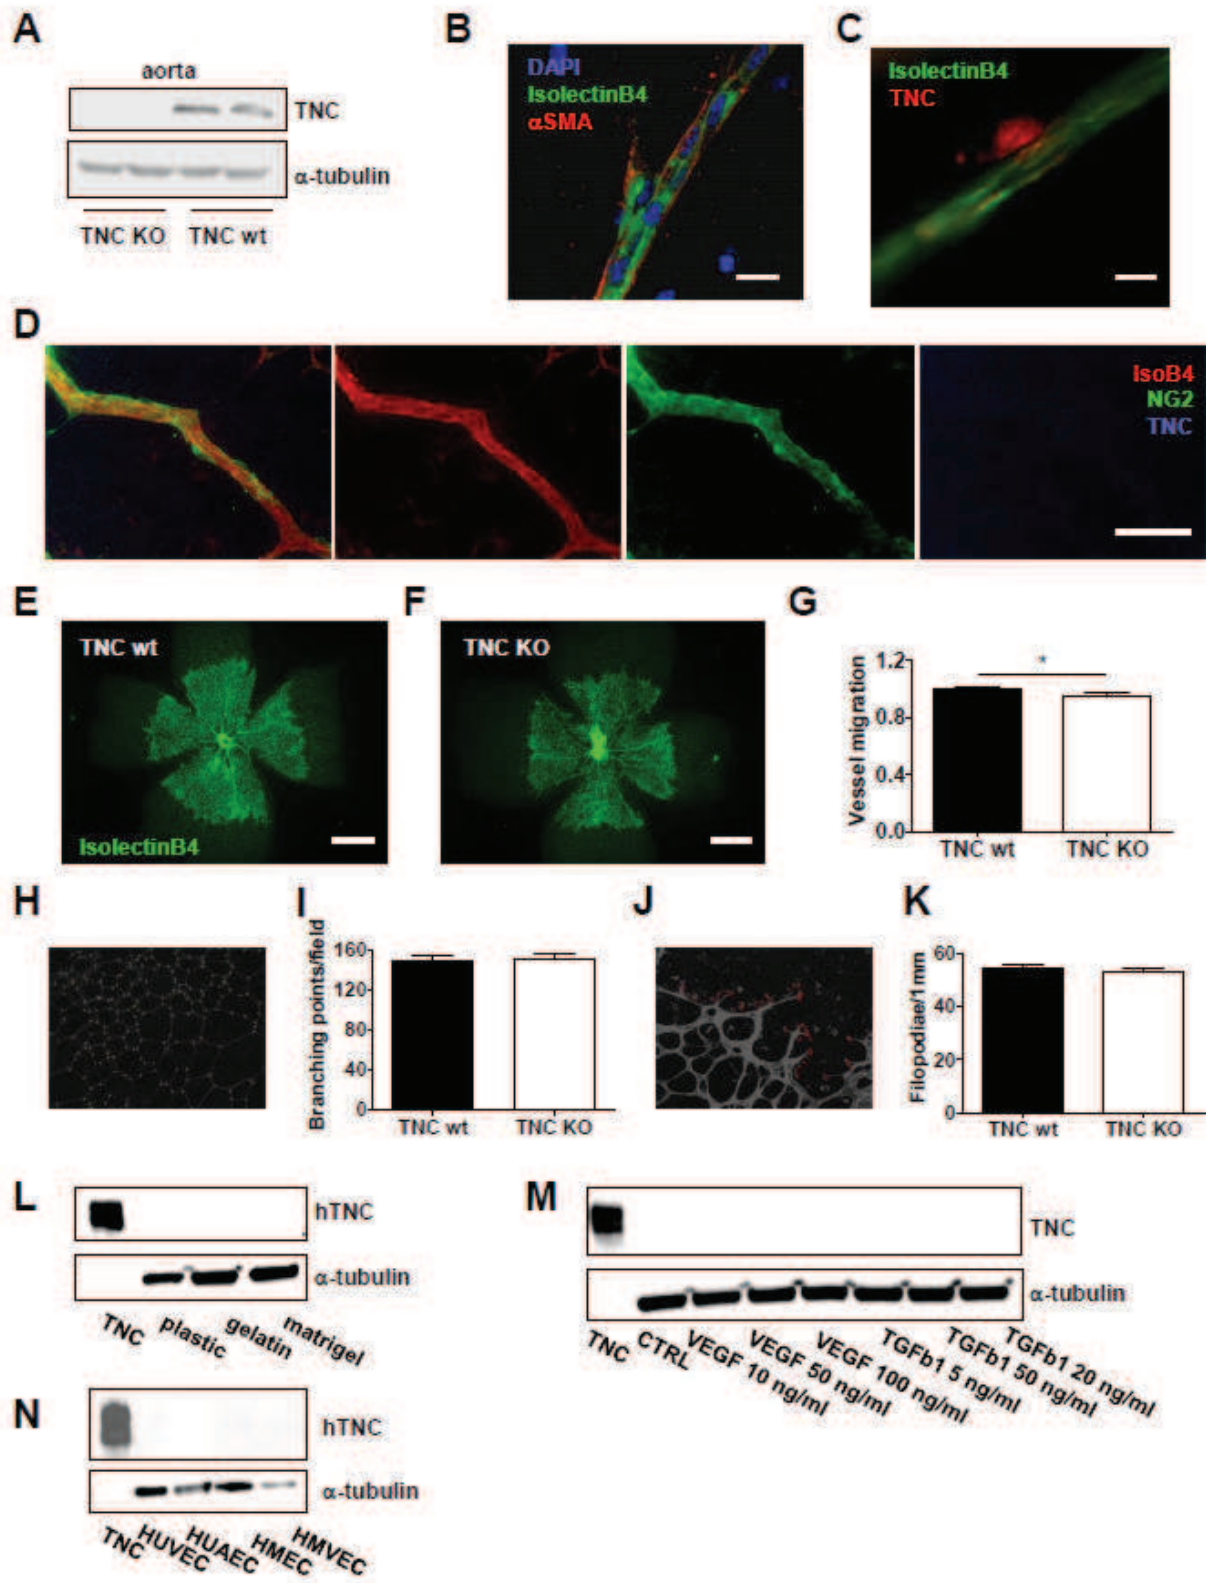 A
aorta
TNC
α-tubulin
TNC KO TNC wt
B
DAPI
IsolectinB4
αSMA
C
IsolectinB4
TNC
D
IsoB4
NG2
TNC
E
TNC wt
IsolectinB4
F
TNC KO
G
Vessel migration
1.2
0.8
0.4
0.0
*
TNC wt TNC KO
H
I
Branching points/field
160
120
80
40
0
TNC wt TNC KO
J
K
Filopodiae/1mm
60
40
20
0
TNC wt TNC KO
L
hTNC
α-tubulin
TNC plastic gelatin matrigel
M
TNC
α-tubulin
TNC CTRL VEGF 10 ng/ml VEGF 50 ng/ml VEGF 100 ng/ml TGFb1 5 ng/ml TGFb1 50 ng/ml TGFb1 20 ng/ml
N
hTNC
α-tubulin
TNC HUVEC HUAEC HMEC HMVEC